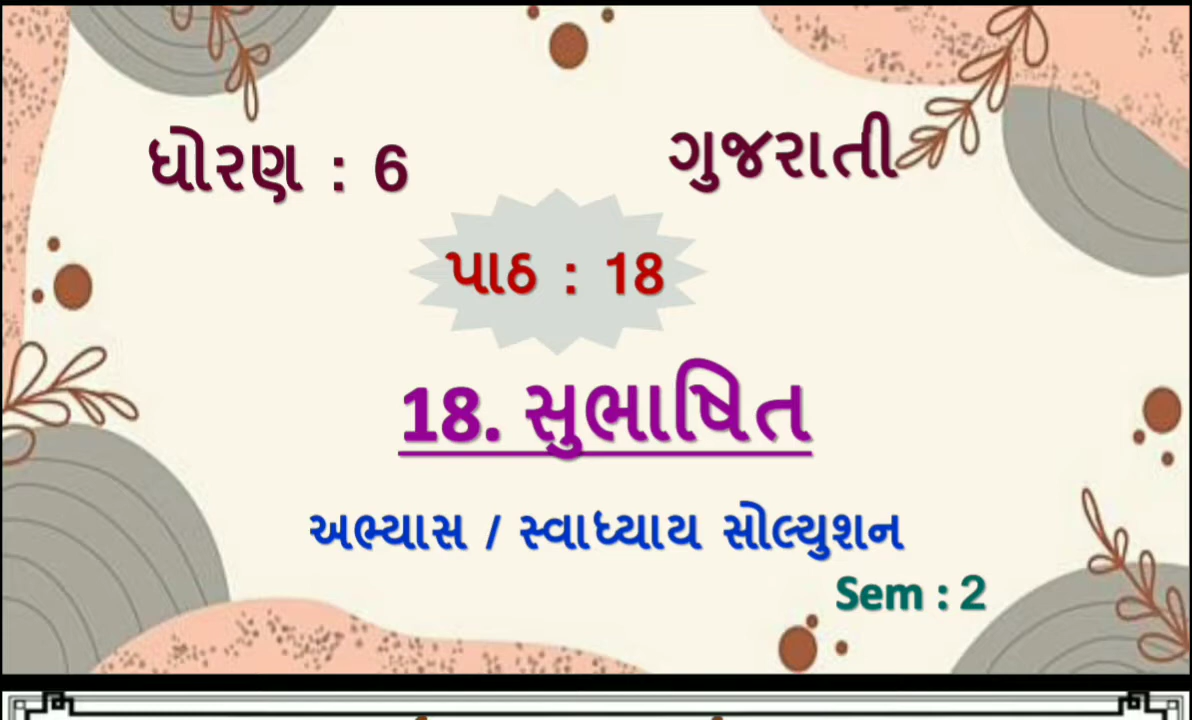 ધોરણ : 6 ગુજરાતી
પાઠ : 18
18. સુભાષિત
અભ્યાસ / સ્વાધ્યાય સોલ્યુશન
Sem : 2